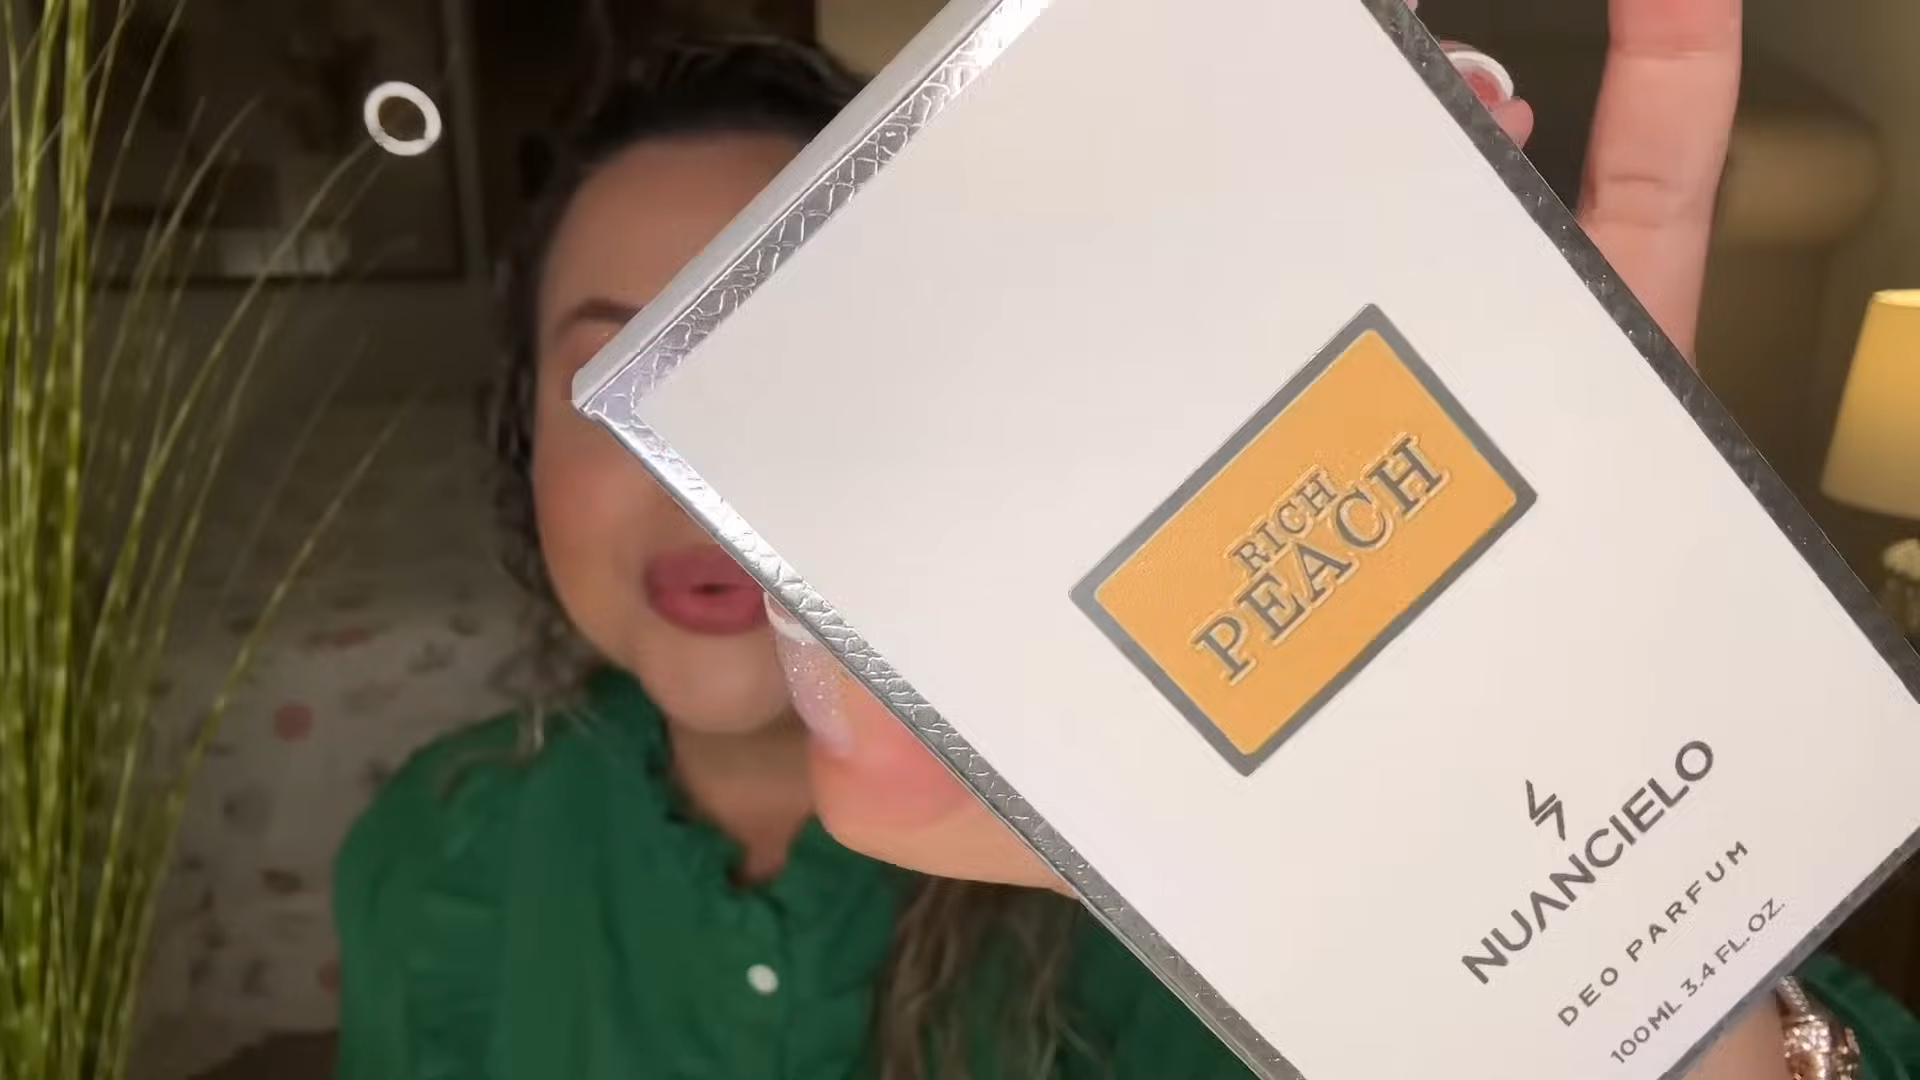 RICH
PEACH
NUANCIELO
DEO PARFUM
100ML 3.4 FL.OZ.